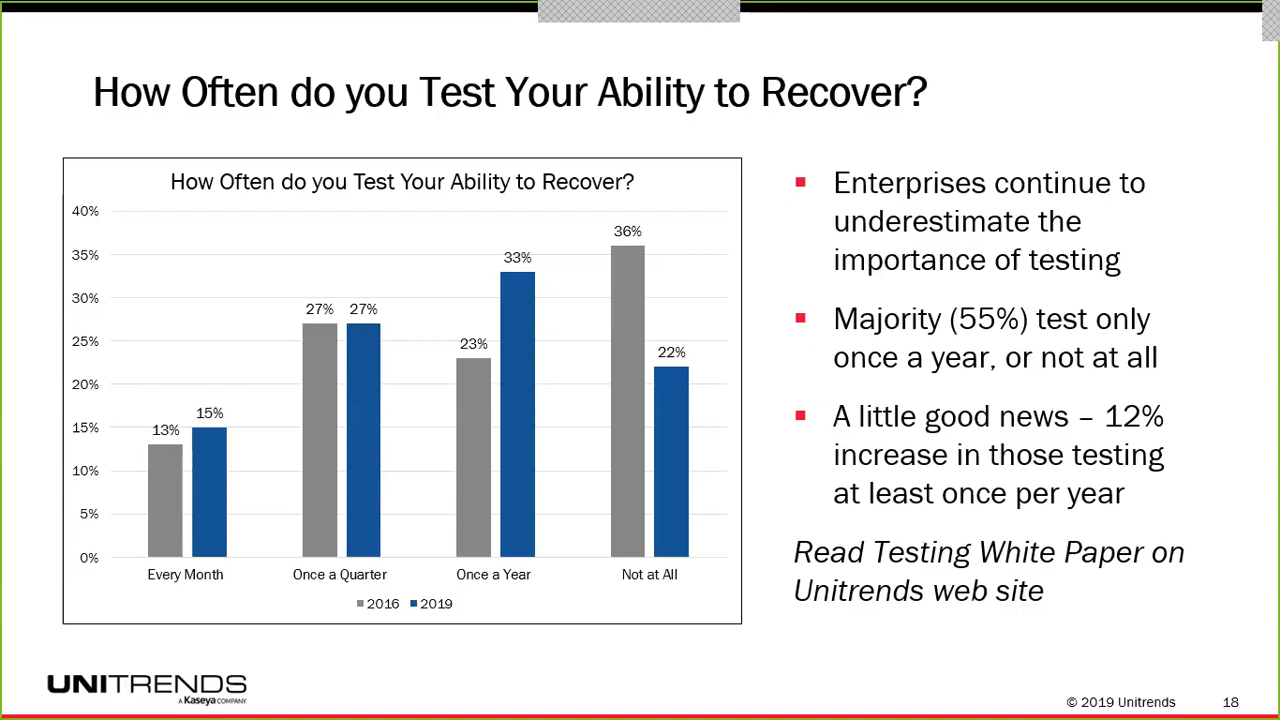 How Often do you Test Your Ability to Recover?
How Often do you Test Your Ability to Recover?
40%
35%
30%
25%
20%
15%
10%
5%
0%
13%
15%
27%
27%
23%
33%
36%
22%
Every Month
Once a Quarter
Once a Year
Not at All
2016
2019
Enterprises continue to
underestimate the
importance of testing
Majority (55%) test only
once a year, or not at all
A little good news – 12%
increase in those testing
at least once per year
Read Testing White Paper on
Unitrends web site
UNITRENDS
A Kaseya COMPANY
© 2019 Unitrends
18